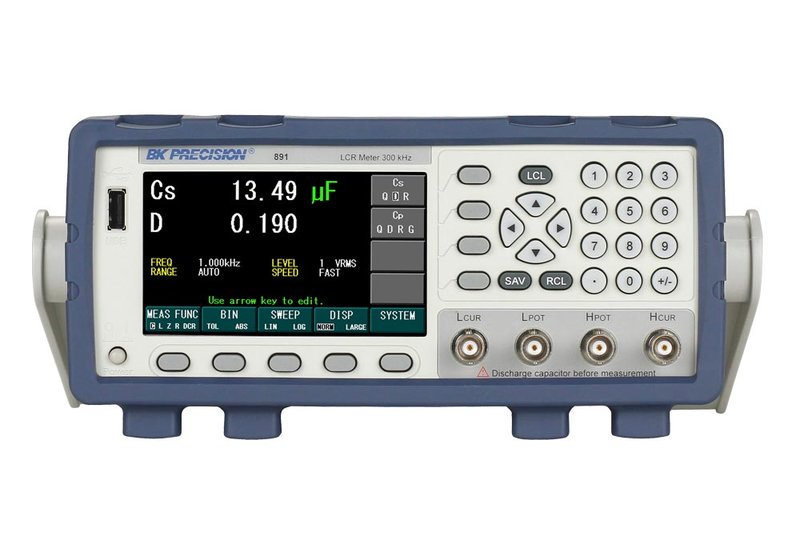 BK PRECISION® 891 LCR Meter 300 kHz
Cs 13.49 µF
D 0.190
FREQ 1.000kHz LEVEL 1 VRMS
RANGE AUTO SPEED FAST
Use arrow key to edit.
Cs
Q D R
Cp
Q D R G
MEAS FUNC BIN SWEEP DISP SYSTEM
C L Z R DCR TOL ABS LIN LOG NORM LARGE
USB
Power
LCL
SAV RCL
1 2 3
4 5 6
7 8 9
. 0 +/-
LCUR LPOT HPOT HCUR
Discharge capacitor before measurement